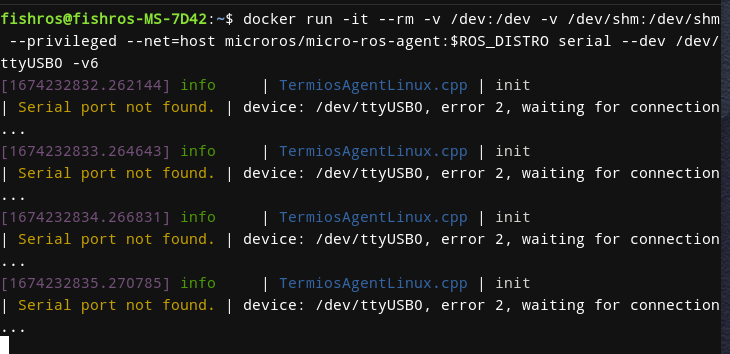 fishros@fishros-MS-7D42:~$ docker run -it --rm -v /dev:/dev -v /dev/shm:/dev/shm
 --privileged --net=host microros/micro-ros-agent:$ROS_DISTRO serial --dev /dev/
ttyUSB0 -v6
[1674232832.262144] info     | TermiosAgentLinux.cpp | init
| Serial port not found. | device: /dev/ttyUSB0, error 2, waiting for connection
...
[1674232833.264643] info     | TermiosAgentLinux.cpp | init
| Serial port not found. | device: /dev/ttyUSB0, error 2, waiting for connection
...
[1674232834.266831] info     | TermiosAgentLinux.cpp | init
| Serial port not found. | device: /dev/ttyUSB0, error 2, waiting for connection
...
[1674232835.270785] info     | TermiosAgentLinux.cpp | init
| Serial port not found. | device: /dev/ttyUSB0, error 2, waiting for connection
...